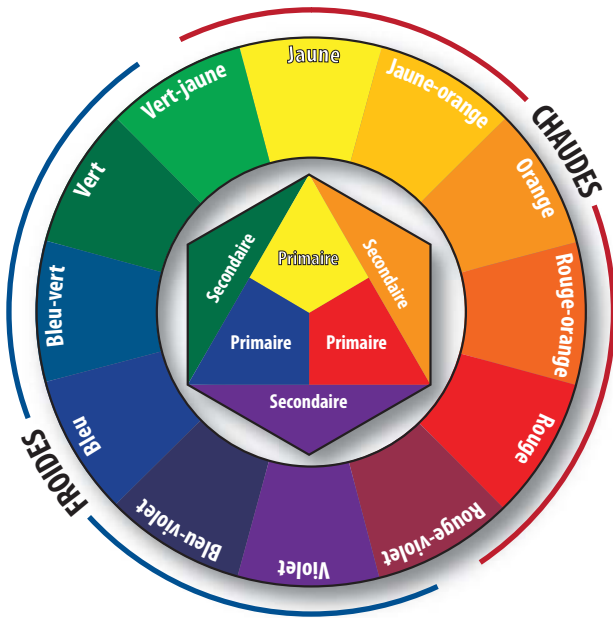 Jaune
Jaune-orange
Orange
Rouge-orange
Rouge
Rouge-violet
Violet
Bleu-violet
Bleu
Bleu-vert
Vert
Vert-jaune
CHAUDES
FROIDES
Primaire
Secondaire
Secondaire
Primaire
Primaire
Secondaire